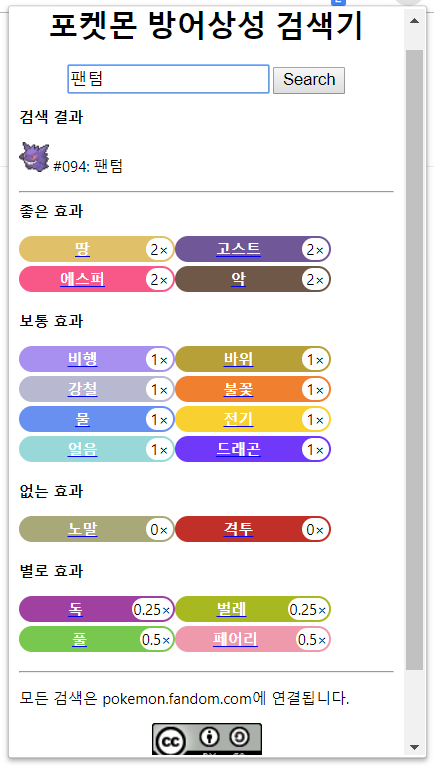 포켓몬 방어상성 검색기
팬텀 Search
검색 결과
#094: 팬텀
좋은 효과
땅 2× 고스트 2×
에스퍼 2× 악 2×
보통 효과
비행 1× 바위 1×
강철 1× 불꽃 1×
물 1× 전기 1×
얼음 1× 드래곤 1×
없는 효과
노말 0× 격투 0×
별로 효과
독 0.25× 벌레 0.25×
풀 0.5× 페어리 0.5×
모든 검색은 pokemon.fandom.com에 연결됩니다.
cc